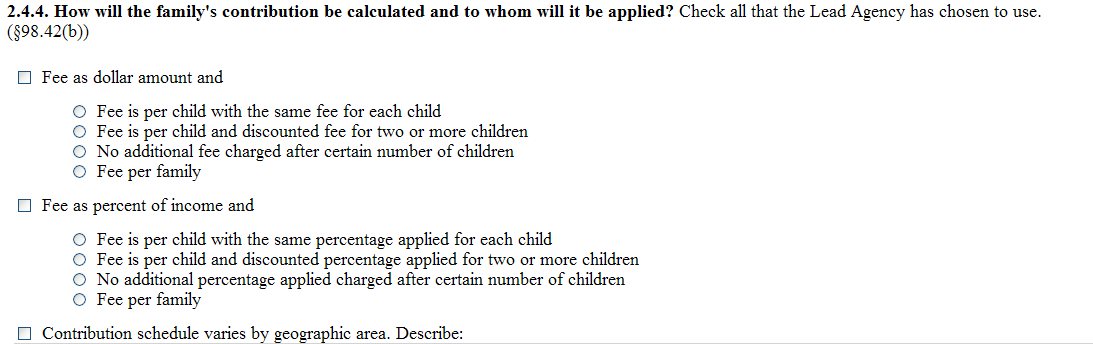 2.4.4. How will the family's contribution be calculated and to whom will it be applied? Check all that the Lead Agency has chosen to use.
(§98.42(b))
Fee as dollar amount and
Fee is per child with the same fee for each child
Fee is per child and discounted fee for two or more children
No additional fee charged after certain number of children
Fee per family
Fee as percent of income and
Fee is per child with the same percentage applied for each child
Fee is per child and discounted percentage applied for two or more children
No additional percentage applied charged after certain number of children
Fee per family
Contribution schedule varies by geographic area. Describe: